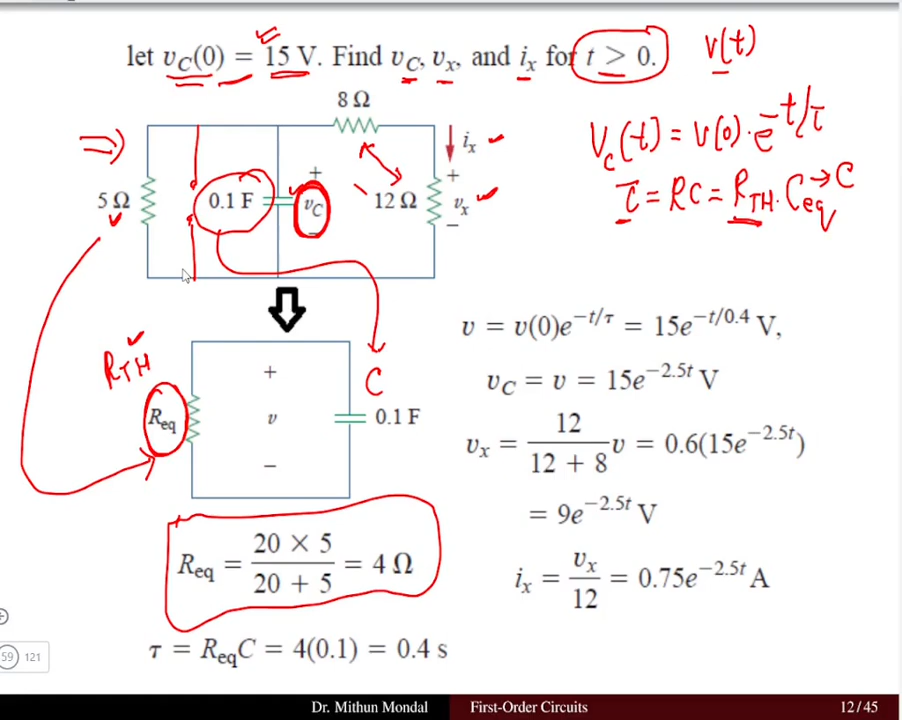 let v_C(0) = 15 V. Find v_C, v_x, and i_x for t > 0.
v(t)
8 Ω
i_x
V_c(t) = V(0)·e^{-t/τ}
+
+
5 Ω
0.1 F
v_C
12 Ω
v_x
τ = RC = R_TH·C_eq → C
−
−
R_TH
v = v(0)e^{−t/τ} = 15e^{−t/0.4} V,
+
C
v_C = v = 15e^{−2.5t} V
R_eq
v
0.1 F
v_x = 12/(12 + 8) v = 0.6(15e^{−2.5t})
−
= 9e^{−2.5t} V
R_eq = (20 × 5)/(20 + 5) = 4 Ω
i_x = v_x/12 = 0.75e^{−2.5t} A
τ = R_eqC = 4(0.1) = 0.4 s
59 121
Dr. Mithun Mondal First-Order Circuits 12/45